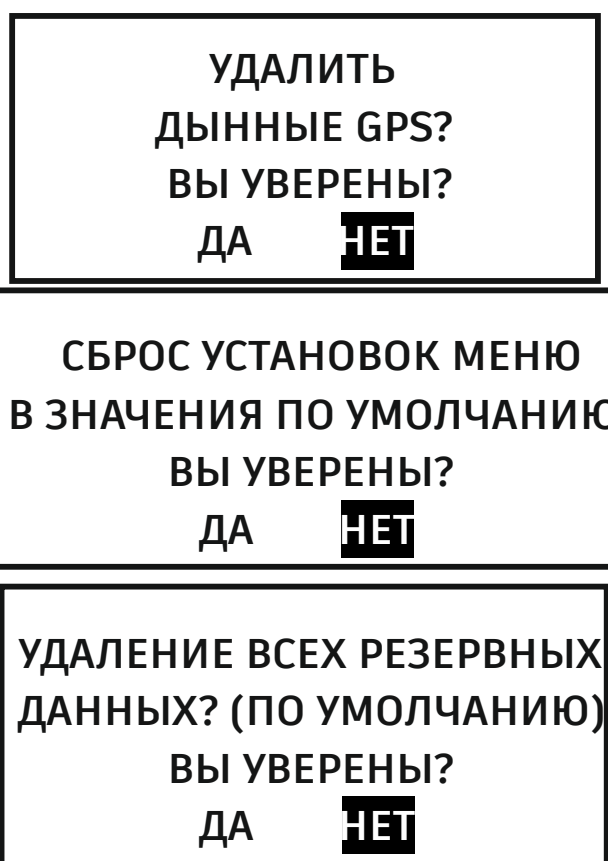 УДАЛИТЬ
ДЫННЫЕ GPS?
ВЫ УВЕРЕНЫ?
ДА НЕТ
СБРОС УСТАНОВОК МЕНЮ
В ЗНАЧЕНИЯ ПО УМОЛЧАНИЮ
ВЫ УВЕРЕНЫ?
ДА НЕТ
УДАЛЕНИЕ ВСЕХ РЕЗЕРВНЫХ
ДАННЫХ? (ПО УМОЛЧАНИЮ)
ВЫ УВЕРЕНЫ?
ДА НЕТ